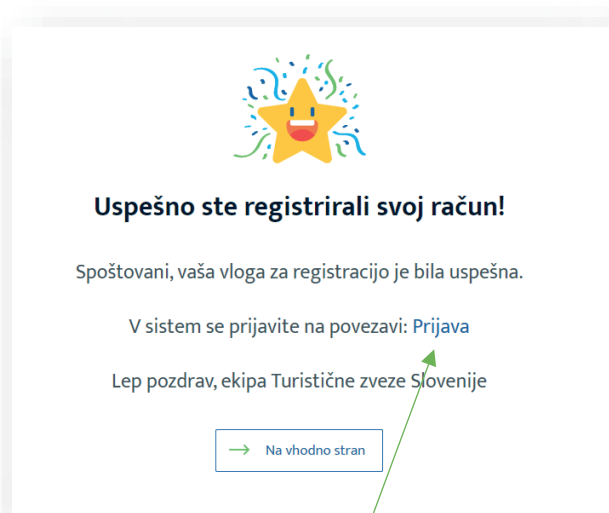 Uspešno ste registrirali svoj račun!
Spoštovani, vaša vloga za registracijo je bila uspešna.
V sistem se prijavite na povezavi: Prijava
Lep pozdrav, ekipa Turistične zveze Slovenije
Na vhodno stran